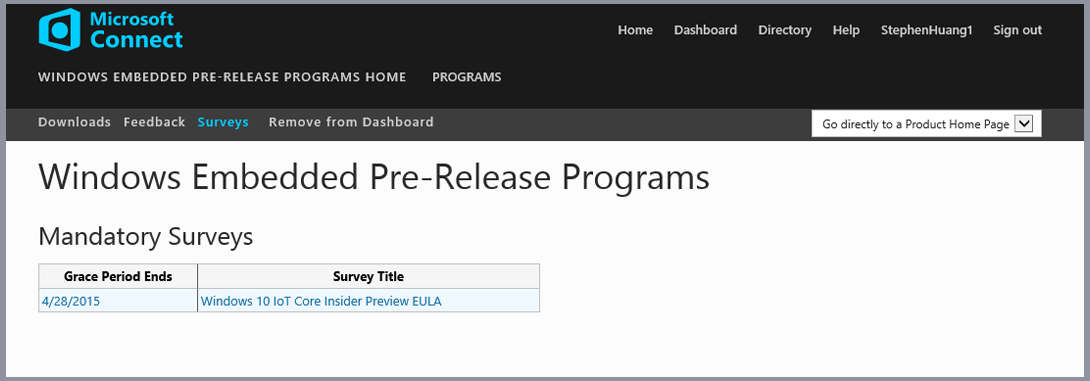 Microsoft
Connect
Home Dashboard Directory Help StephenHuang1 Sign out
WINDOWS EMBEDDED PRE-RELEASE PROGRAMS HOME PROGRAMS
Downloads Feedback Surveys Remove from Dashboard Go directly to a Product Home Page
Windows Embedded Pre-Release Programs
Mandatory Surveys
Grace Period Ends Survey Title
4/28/2015 Windows 10 IoT Core Insider Preview EULA